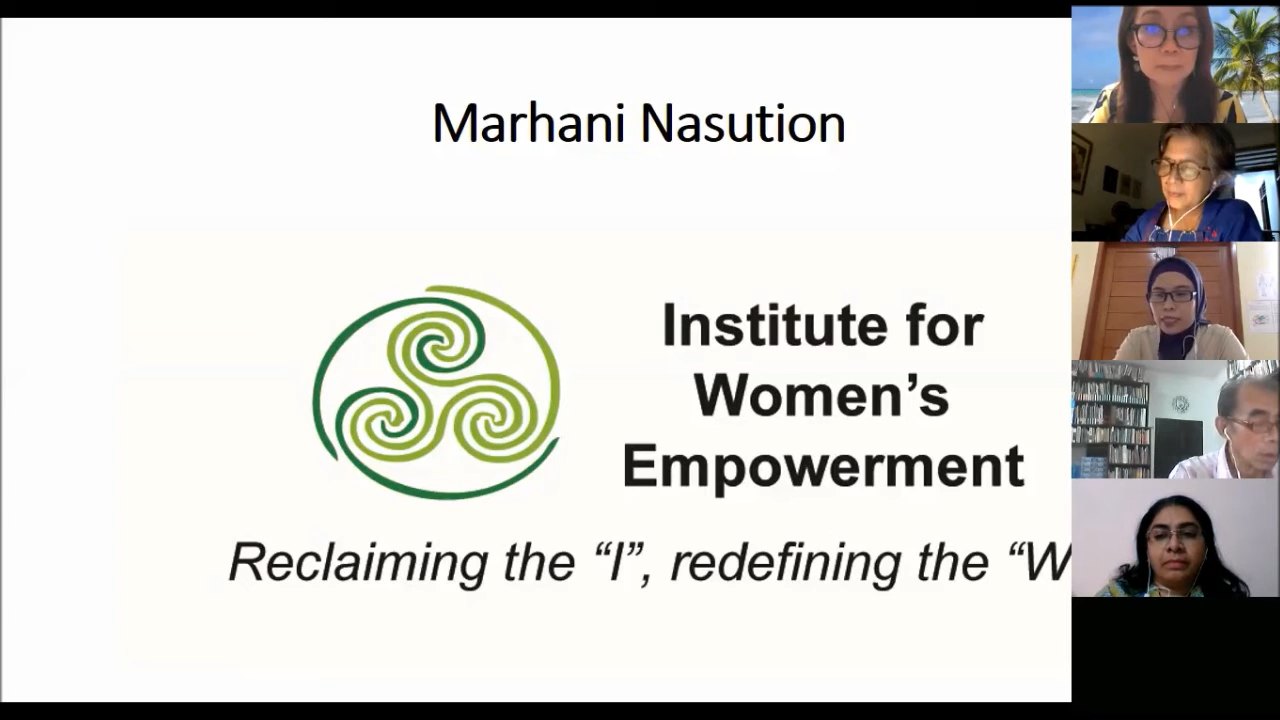 Marhani Nasution
Institute for
Women’s
Empowerment
Reclaiming the “I”, redefining the “W